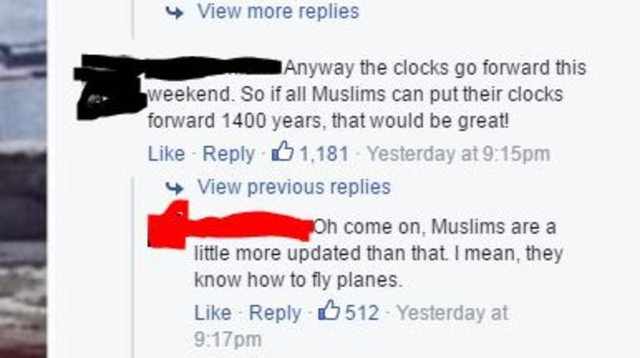 View more replies
Anyway the clocks go forward this
weekend. So if all Muslims can put their clocks
forward 1400 years, that would be great!
Like · Reply · 1,181 · Yesterday at 9:15pm
View previous replies
Oh come on, Muslims are a
little more updated than that. I mean, they
know how to fly planes.
Like · Reply · 512 · Yesterday at
9:17pm